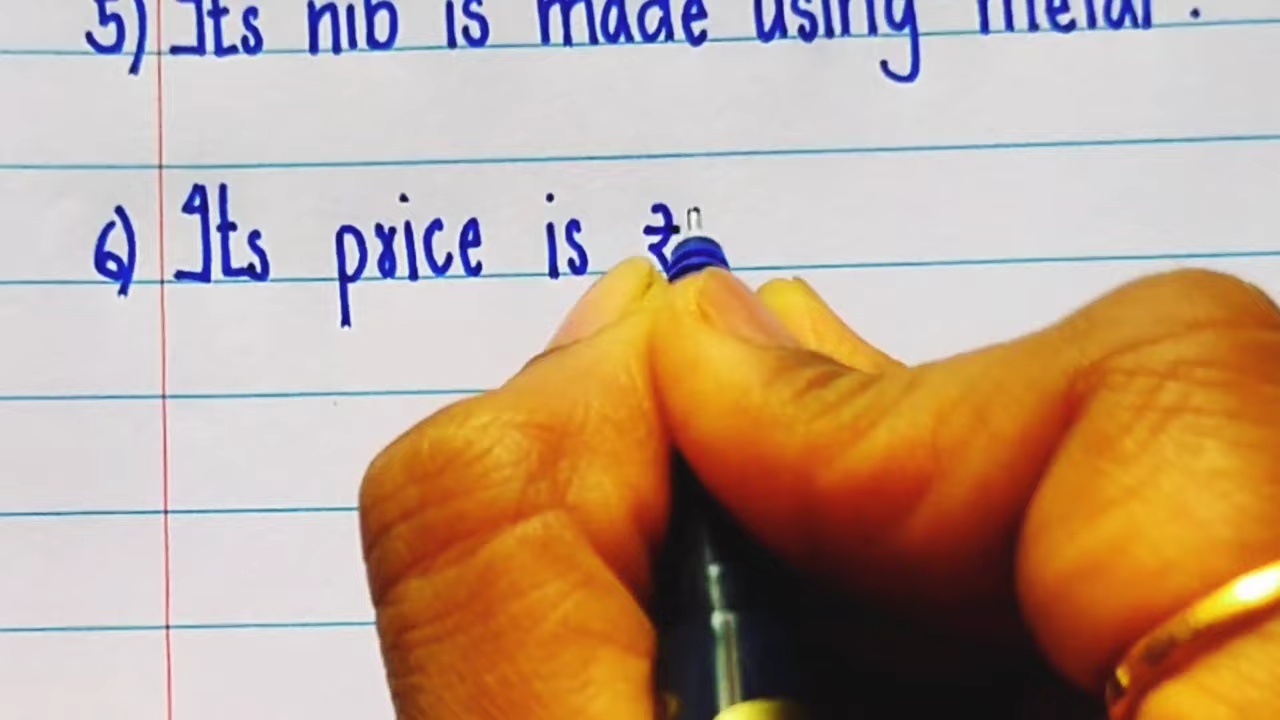 5) Its nib is made using metal.
6) Its price is ₹